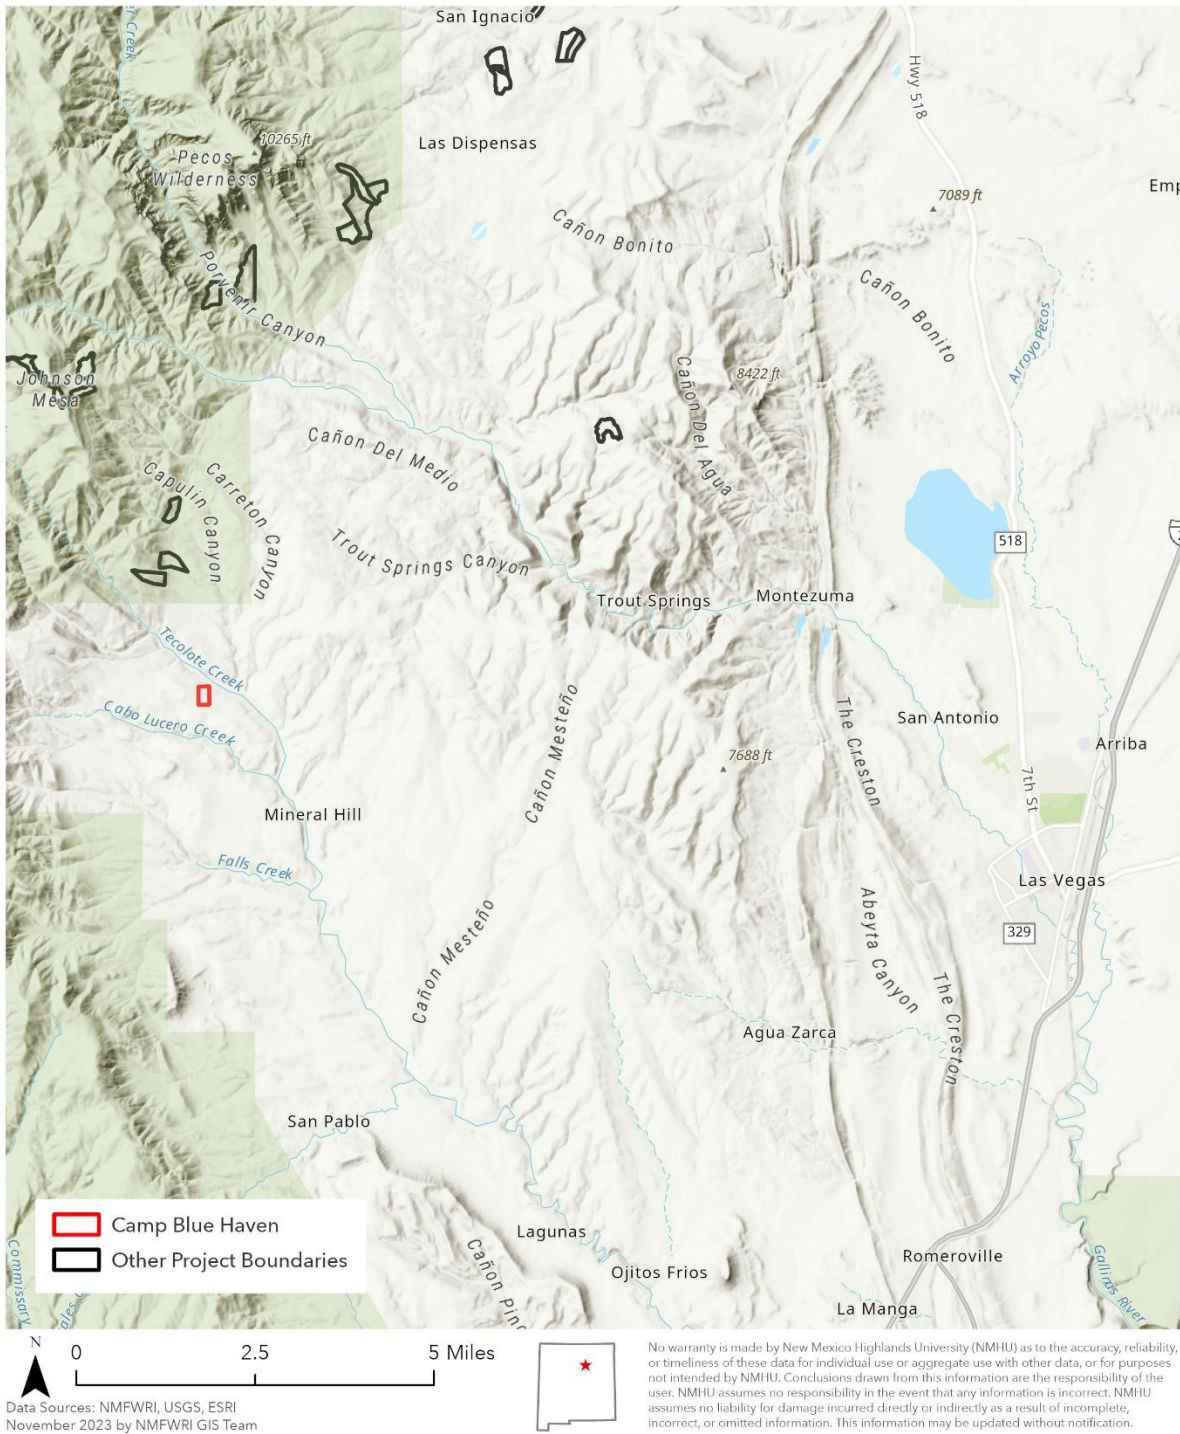 San Ignacio
er Creek
Hwy 518
10265 ft
Las Dispensas
Pecos
Wilderness
7089 ft
Emp
Cañon Bonito
Cañon Bonito
Porvenir Canyon
Arroyo Pecos
Johnson
Mesa
8422 ft
Cañon Del Agua
Cañon Del Medio
Capulin Canyon
Carreton Canyon
Trout Springs Canyon
518
Trout Springs
Montezuma
Tecolote Creek
Cabo Lucero Creek
Cañon Mesteño
The Creston
San Antonio
Arriba
7688 ft
7th St
Mineral Hill
Falls Creek
Las Vegas
Abeyta Canyon
329
Cañon Mesteño
The Creston
Agua Zarca
San Pablo
Camp Blue Haven
Other Project Boundaries
Lagunas
Ojitos Frios
Romeroville
La Manga
Gallinas River
Commissary
ales C
Cañon Pino
N
0 2.5 5 Miles
Data Sources: NMFWRI, USGS, ESRI
November 2023 by NMFWRI GIS Team
No warranty is made by New Mexico Highlands University (NMHU) as to the accuracy, reliability,
or timeliness of these data for individual use or aggregate use with other data, or for purposes
not intended by NMHU. Conclusions drawn from this information are the responsibility of the
user. NMHU assumes no responsibility in the event that any information is incorrect. NMHU
assumes no liability for damage incurred directly or indirectly as a result of incomplete,
incorrect, or omitted information. This information may be updated without notification.